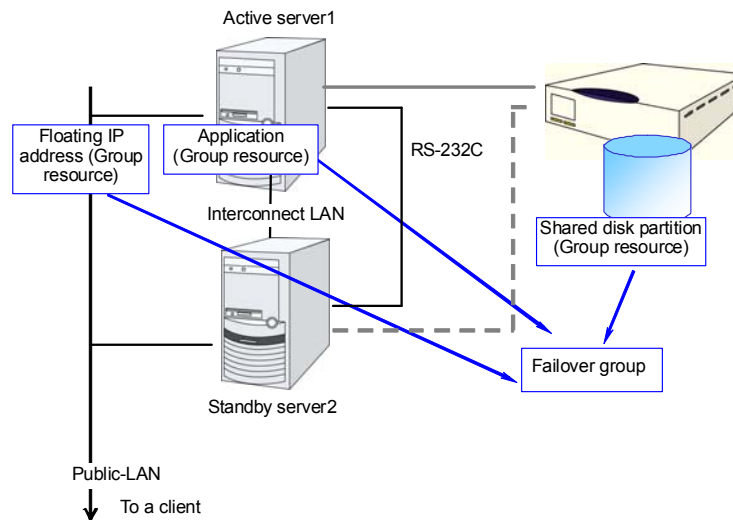 Active server1
Floating IP
address (Group
resource)
Application
(Group resource)
RS-232C
Interconnect LAN
Shared disk partition
(Group resource)
Failover group
Standby server2
Public-LAN
To a client